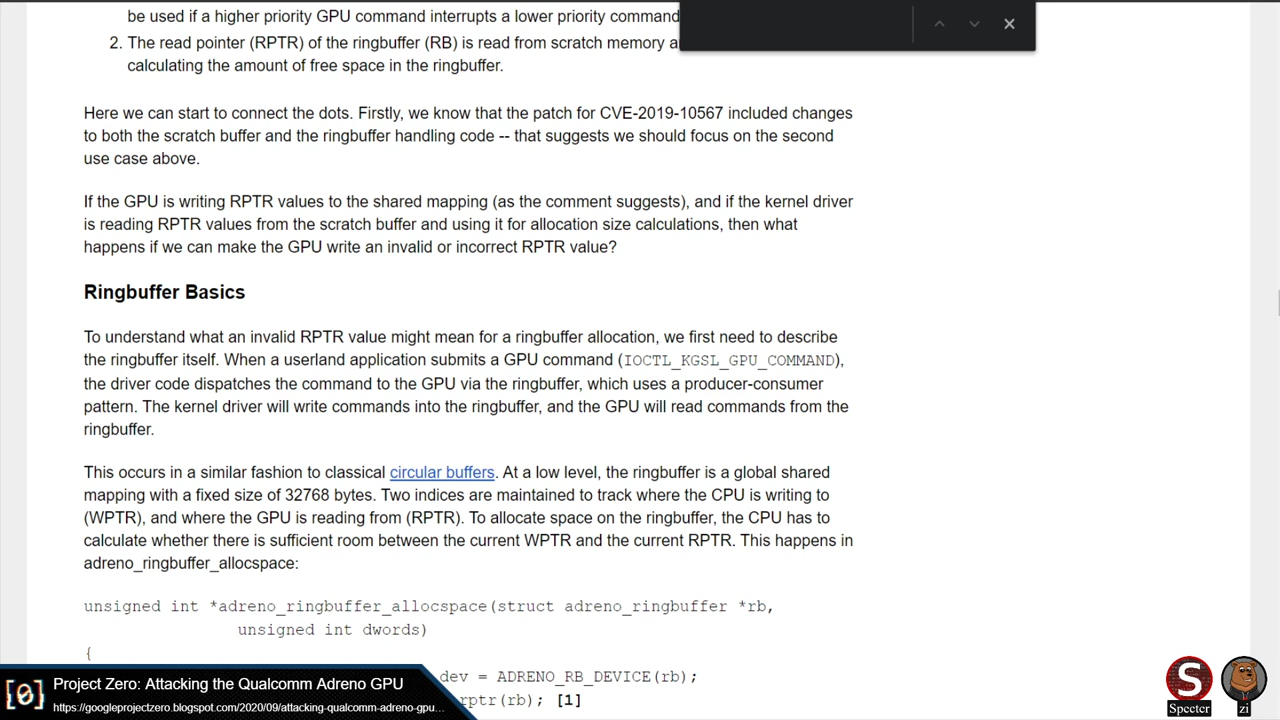 be used if a higher priority GPU command interrupts a lower priority command
2. The read pointer (RPTR) of the ringbuffer (RB) is read from scratch memory a
calculating the amount of free space in the ringbuffer.
Here we can start to connect the dots. Firstly, we know that the patch for CVE-2019-10567 included changes
to both the scratch buffer and the ringbuffer handling code -- that suggests we should focus on the second
use case above.
If the GPU is writing RPTR values to the shared mapping (as the comment suggests), and if the kernel driver
is reading RPTR values from the scratch buffer and using it for allocation size calculations, then what
happens if we can make the GPU write an invalid or incorrect RPTR value?
Ringbuffer Basics
To understand what an invalid RPTR value might mean for a ringbuffer allocation, we first need to describe
the ringbuffer itself. When a userland application submits a GPU command (IOCTL_KGSL_GPU_COMMAND),
the driver code dispatches the command to the GPU via the ringbuffer, which uses a producer-consumer
pattern. The kernel driver will write commands into the ringbuffer, and the GPU will read commands from the
ringbuffer.
This occurs in a similar fashion to classical circular buffers. At a low level, the ringbuffer is a global shared
mapping with a fixed size of 32768 bytes. Two indices are maintained to track where the CPU is writing to
(WPTR), and where the GPU is reading from (RPTR). To allocate space on the ringbuffer, the CPU has to
calculate whether there is sufficient room between the current WPTR and the current RPTR. This happens in
adreno_ringbuffer_allocspace:
unsigned int *adreno_ringbuffer_allocspace(struct adreno_ringbuffer *rb,
unsigned int dwords)
{
dev = ADRENO_RB_DEVICE(rb);
rptr(rb); [1]
[0] Project Zero: Attacking the Qualcomm Adreno GPU
https://googleprojectzero.blogspot.com/2020/09/attacking-qualcomm-adreno-gpu...
S
Specter
zi